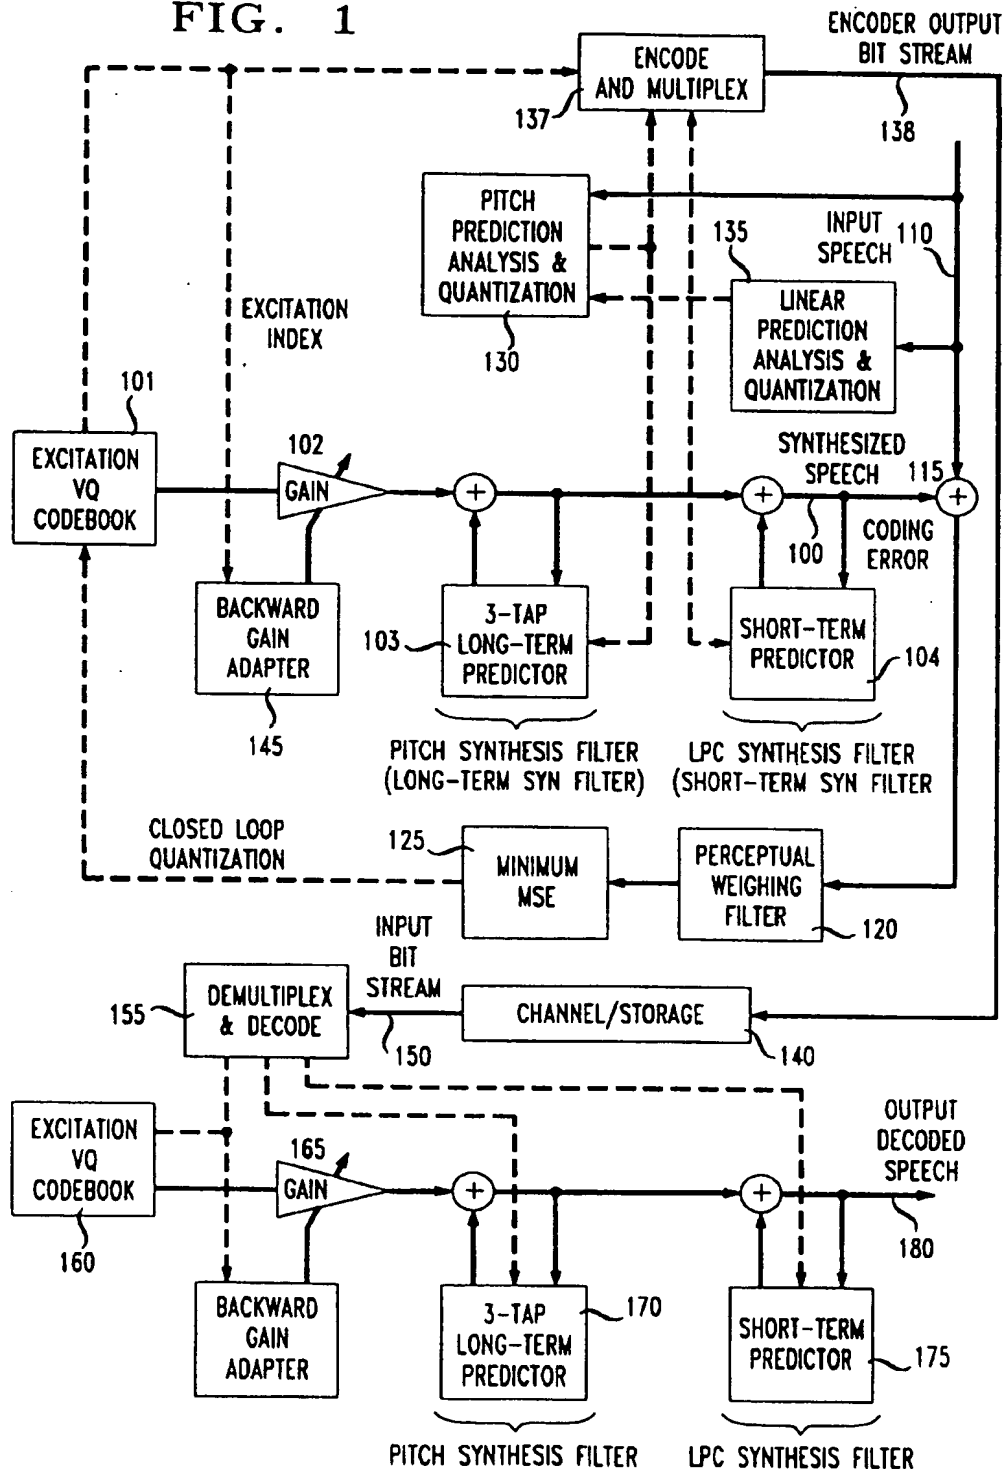 FIG. 1
ENCODER OUTPUT
BIT STREAM
ENCODE
AND MULTIPLEX
137
138
PITCH
PREDICTION
ANALYSIS &
QUANTIZATION
130
INPUT
SPEECH
110
135
LINEAR
PREDICTION
ANALYSIS &
QUANTIZATION
EXCITATION
INDEX
101
EXCITATION
VQ
CODEBOOK
102
GAIN
+
+
SYNTHESIZED
SPEECH
115
+
100
CODING
ERROR
BACKWARD
GAIN
ADAPTER
145
103
3-TAP
LONG-TERM
PREDICTOR
SHORT-TERM
PREDICTOR
104
PITCH SYNTHESIS FILTER
(LONG-TERM SYN FILTER)
LPC SYNTHESIS FILTER
(SHORT-TERM SYN FILTER
CLOSED LOOP
QUANTIZATION
125
MINIMUM
MSE
PERCEPTUAL
WEIGHING
FILTER
120
INPUT
BIT
STREAM
155
DEMULTIPLEX
& DECODE
150
CHANNEL/STORAGE
140
EXCITATION
VQ
CODEBOOK
160
165
GAIN
+
+
OUTPUT
DECODED
SPEECH
180
BACKWARD
GAIN
ADAPTER
3-TAP
LONG-TERM
PREDICTOR
170
SHORT-TERM
PREDICTOR
175
PITCH SYNTHESIS FILTER
LPC SYNTHESIS FILTER